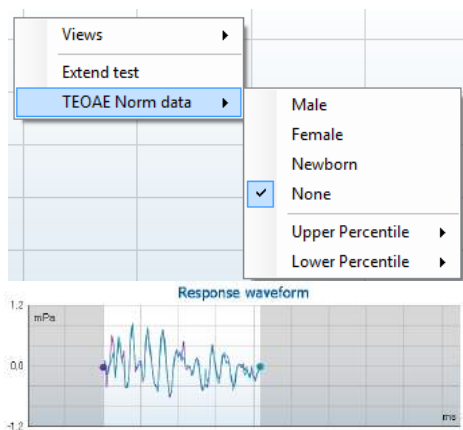 Views
Extend test
TEOAE Norm data
Male
Female
Newborn
None
Upper Percentile
Lower Percentile
Response waveform
1.2
mPa
0,0
ms
-1.2